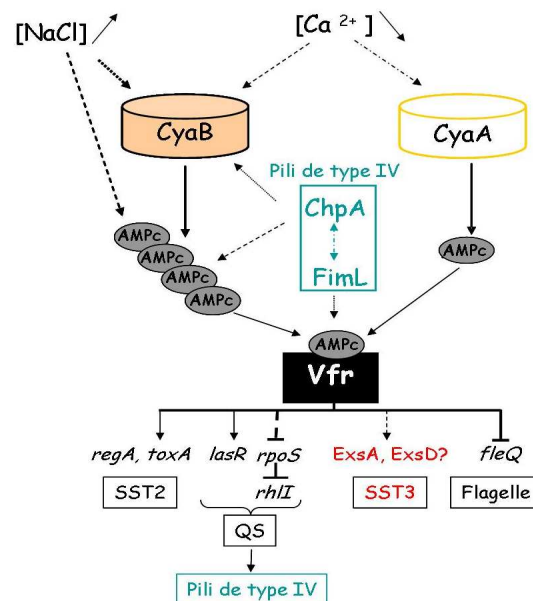 [NaCl]
[Ca 2+ ]
CyaB
CyaA
Pili de type IV
ChpA
FimL
AMPc
AMPc
AMPc
AMPc
AMPc
AMPc
Vfr
regA, toxA lasR rpoS ExsA, ExsD? fleQ
rhlI
SST2 SST3 Flagelle
QS
Pili de type IV